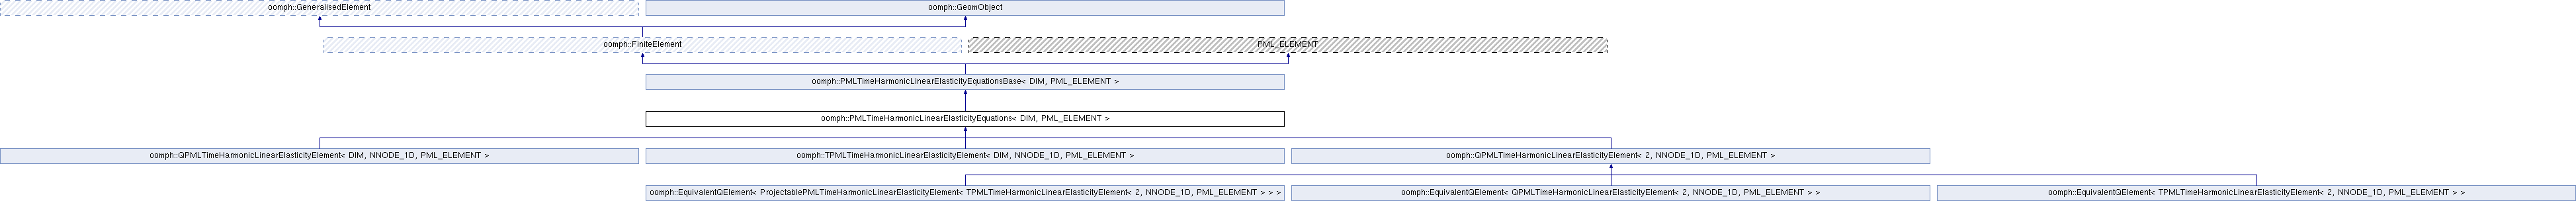 oomph::GeneralisedElement
oomph::GeomObject
oomph::FiniteElement
PML_ELEMENT
oomph::PMLTimeHarmonicLinearElasticityEquationsBase< DIM, PML_ELEMENT >
oomph::PMLTimeHarmonicLinearElasticityEquations< DIM, PML_ELEMENT >
oomph::QPMLTimeHarmonicLinearElasticityElement< DIM, NNODE_1D, PML_ELEMENT >
oomph::TPMLTimeHarmonicLinearElasticityElement< DIM, NNODE_1D, PML_ELEMENT >
oomph::QPMLTimeHarmonicLinearElasticityElement< 2, NNODE_1D, PML_ELEMENT >
oomph::EquivalentQElement< ProjectablePMLTimeHarmonicLinearElasticityElement< TPMLTimeHarmonicLinearElasticityElement< 2, NNODE_1D, PML_ELEMENT > > >
oomph::EquivalentQElement< QPMLTimeHarmonicLinearElasticityElement< 2, NNODE_1D, PML_ELEMENT > >
oomph::EquivalentQElement< TPMLTimeHarmonicLinearElasticityElement< 2, NNODE_1D, PML_ELEMENT > >